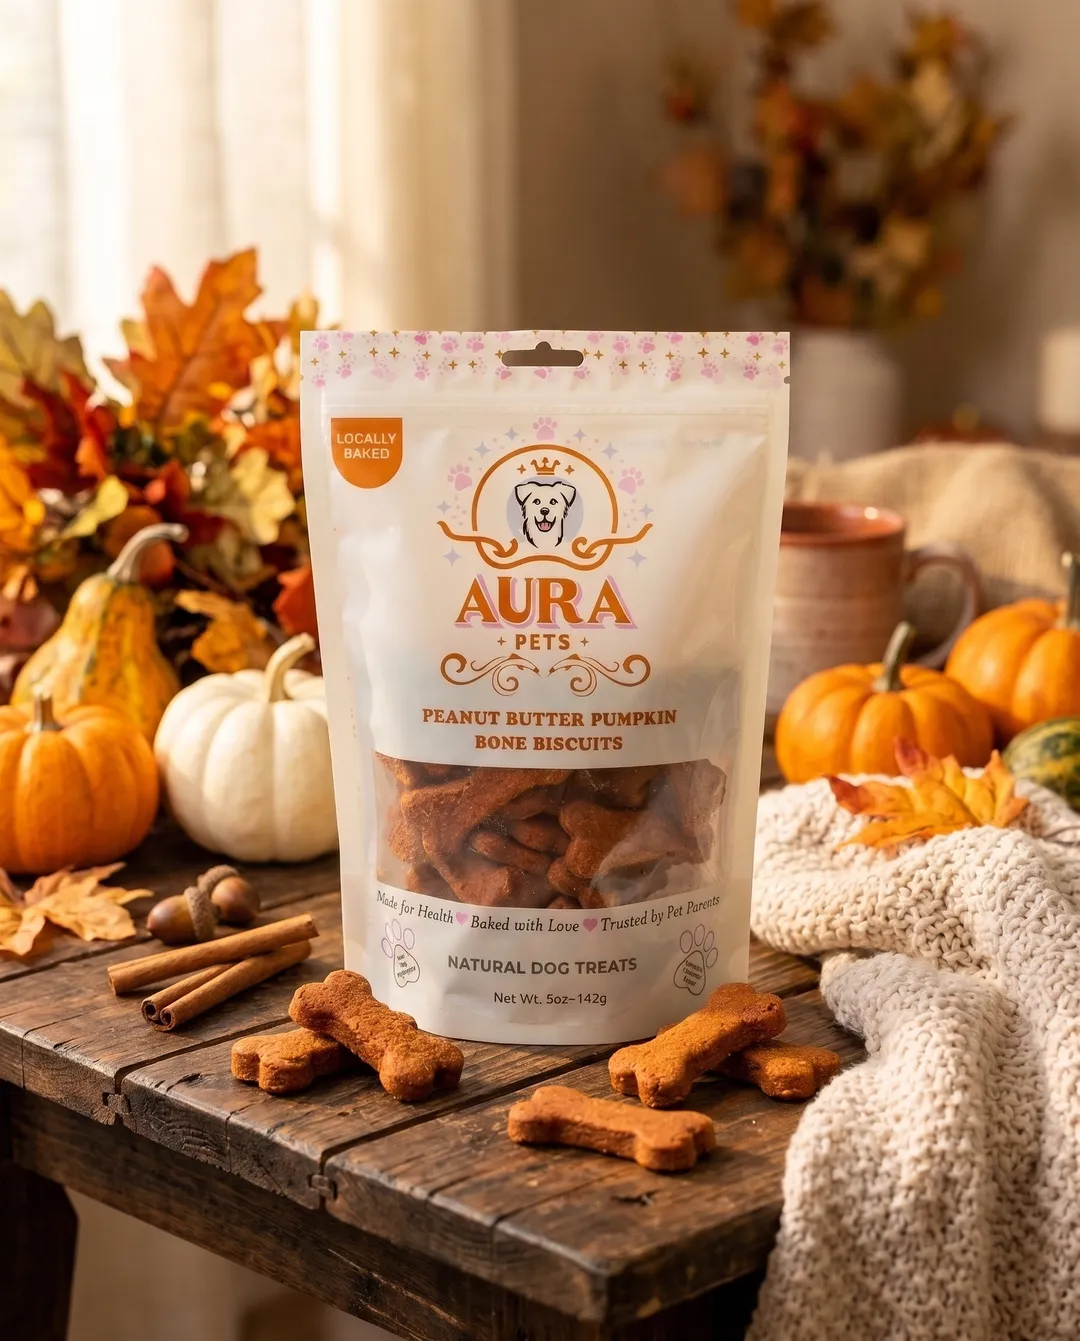 LOCALLY
BAKED
AURA
PETS
PEANUT BUTTER PUMPKIN
BONE BISCUITS
Made for Health Baked with Love Trusted by Pet Parents
NATURAL DOG TREATS
Net Wt. 5oz–142g